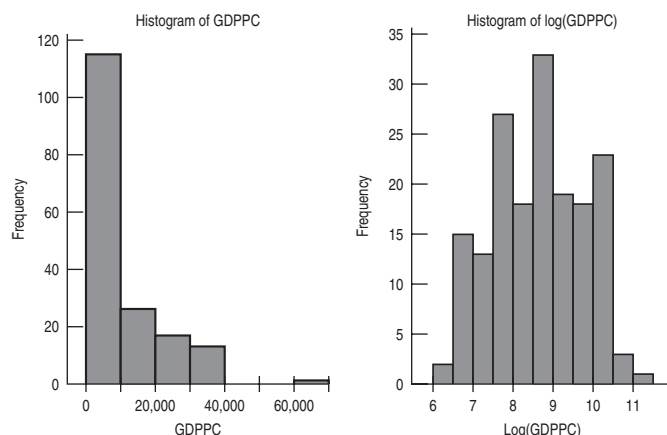 Histogram of GDPPC
120
100
80
60
40
20
0
Frequency
0 20,000 40,000 60,000
GDPPC
Histogram of log(GDPPC)
35
30
25
20
15
10
5
0
Frequency
6 7 8 9 10 11
Log(GDPPC)